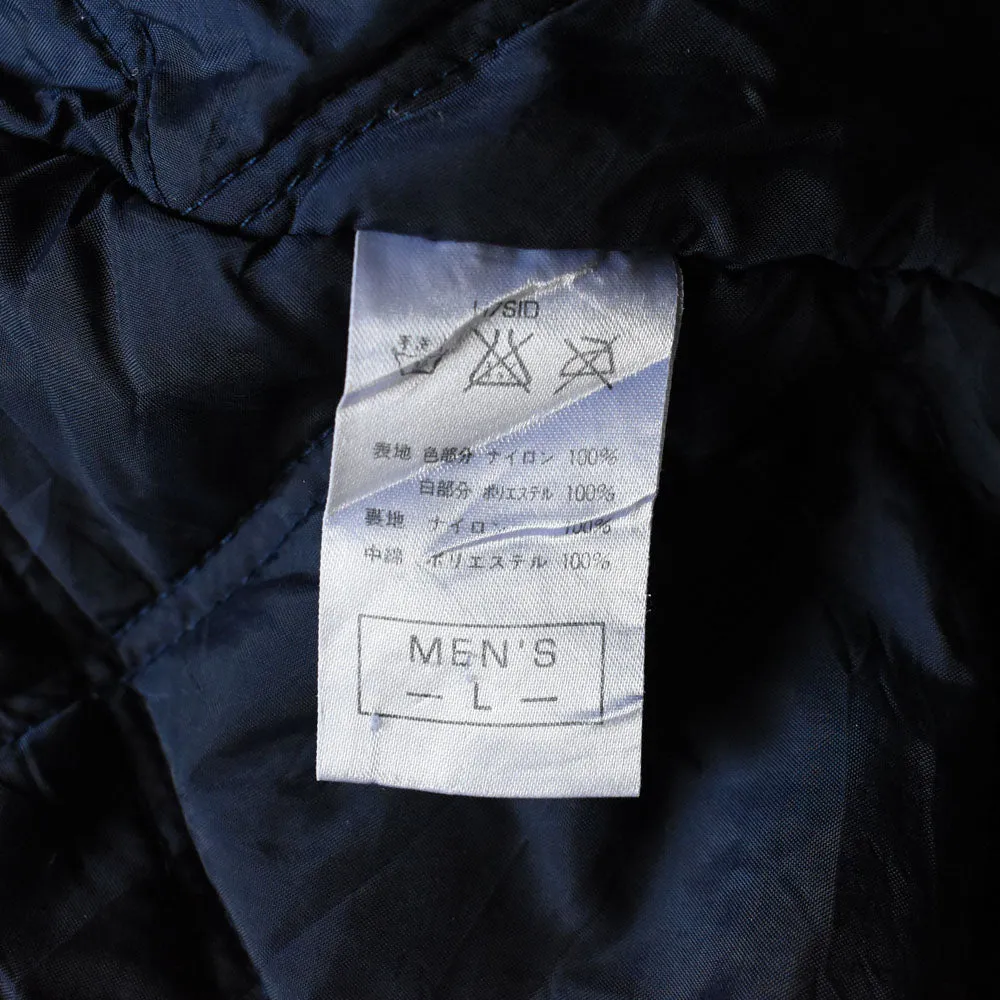 表地 色部分 ナイロン 100%
白部分 ポリエステル 100%
裏地 ナイロン 100%
中綿 ポリエステル 100%
MEN'S
— L —